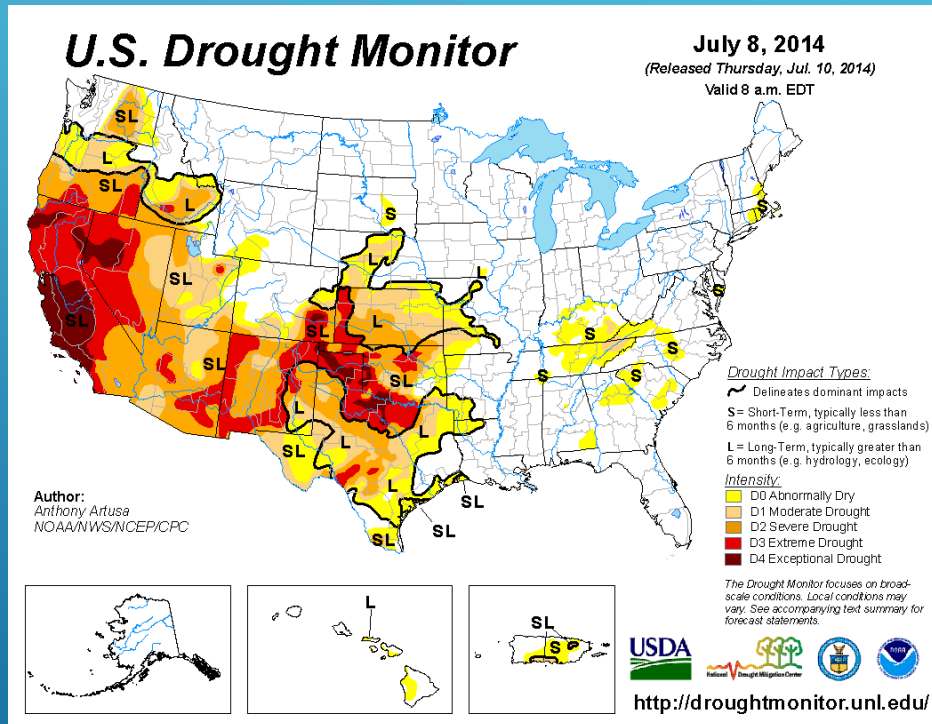 U.S. Drought Monitor
July 8, 2014
(Released Thursday, Jul. 10, 2014)
Valid 8 a.m. EDT
SL
L
SL
L
S
L
L
SL
SL
SL
L
SL
SL
L
L
SL
L
SL
SL
SL
S
S
S
S
S
S
Drought Impact Types:
Delineates dominant impacts
S = Short-Term, typically less than
6 months (e.g. agriculture, grasslands)
L = Long-Term, typically greater than
6 months (e.g. hydrology, ecology)
Intensity:
D0 Abnormally Dry
D1 Moderate Drought
D2 Severe Drought
D3 Extreme Drought
D4 Exceptional Drought
Author:
Anthony Artusa
NOAA/NWS/NCEP/CPC
L
SL
S
The Drought Monitor focuses on broad-
scale conditions. Local conditions may
vary. See accompanying text summary for
forecast statements.
USDA
National Drought Mitigation Center
NOAA
http://droughtmonitor.unl.edu/